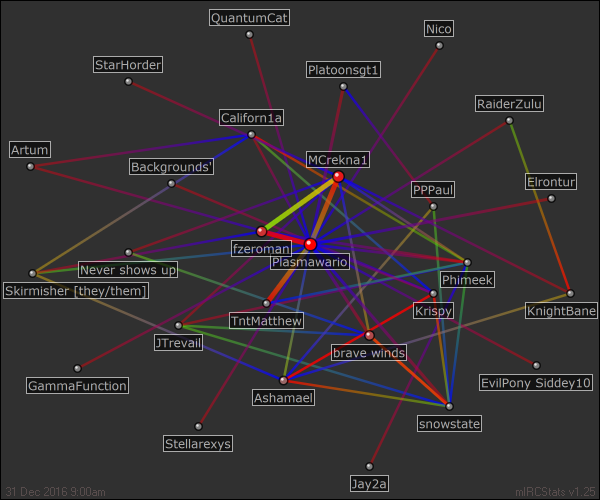 QuantumCat
Nico
StarHorder
Platoonsgt1
RaiderZulu
Californ1a
Artum
MCrekna1
Backgrounds'
PPPaul
Elrontur
fzeroman
Plasmawario
Never shows up
Phimeek
Skirmisher [they/them]
TntMatthew
Krispy
KnightBane
JTrevail
brave winds
GammaFunction
EvilPony Siddey10
Ashamael
snowstate
Stellarexys
Jay2a
31 Dec 2016 9:00am
mIRCStats v1.25